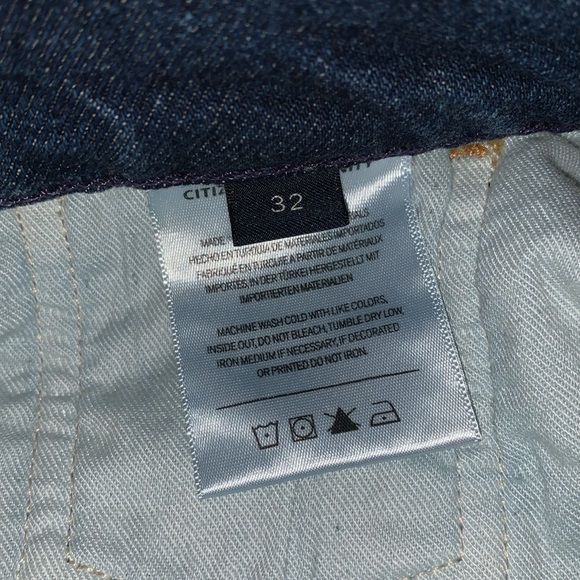 32
MADE
HECHO EN TURQUIA DE MATERIALES IMPORTADOS
FABRIQUÉ EN TURQUIE A PARTIR DE MATÉRIAUX
IMPORTÉS, IN DER TÜRKEI HERGESTELLT MIT
IMPORTIERTEN MATERIALIEN
MACHINE WASH COLD WITH LIKE COLORS,
INSIDE OUT, DO NOT BLEACH, TUMBLE DRY LOW,
IRON MEDIUM IF NECESSARY, IF DECORATED
OR PRINTED DO NOT IRON.